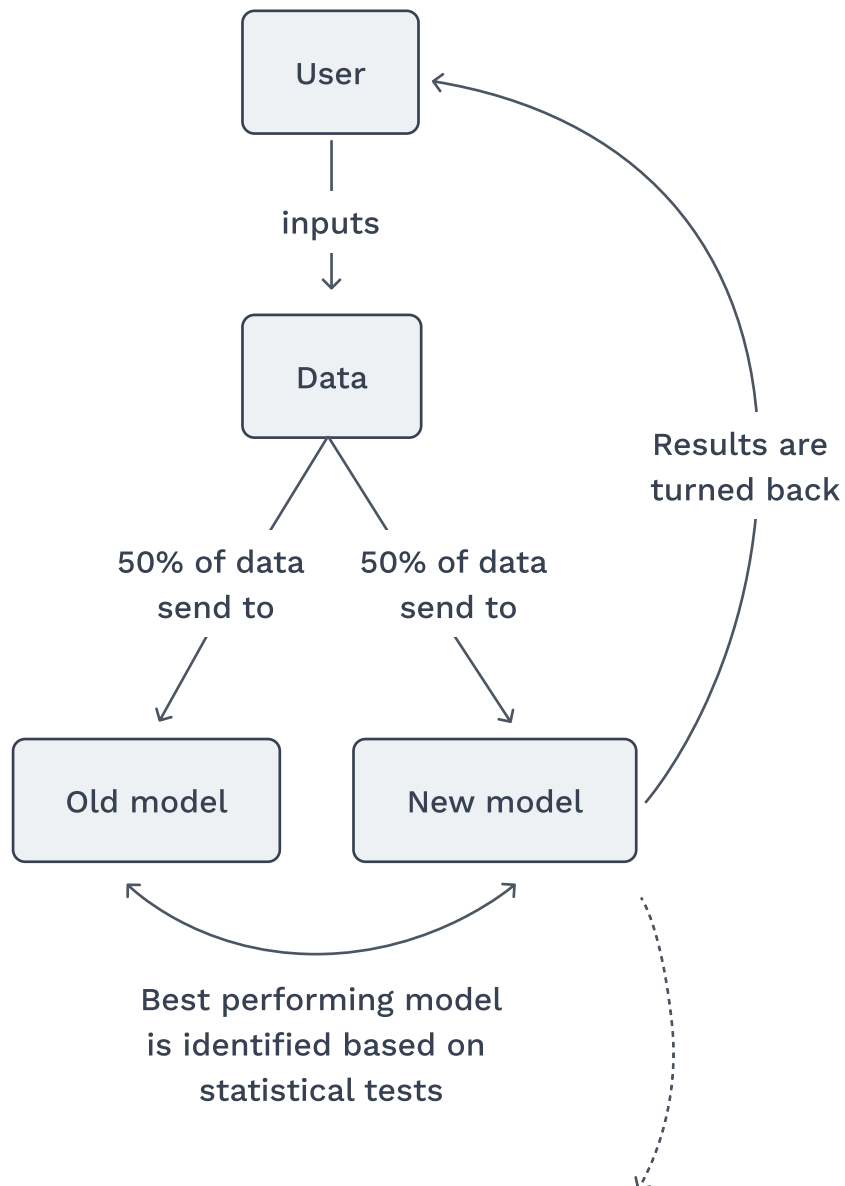 User
inputs
Data
Results are
turned back
50% of data
send to
50% of data
send to
Old model
New model
Best performing model
is identified based on
statistical tests